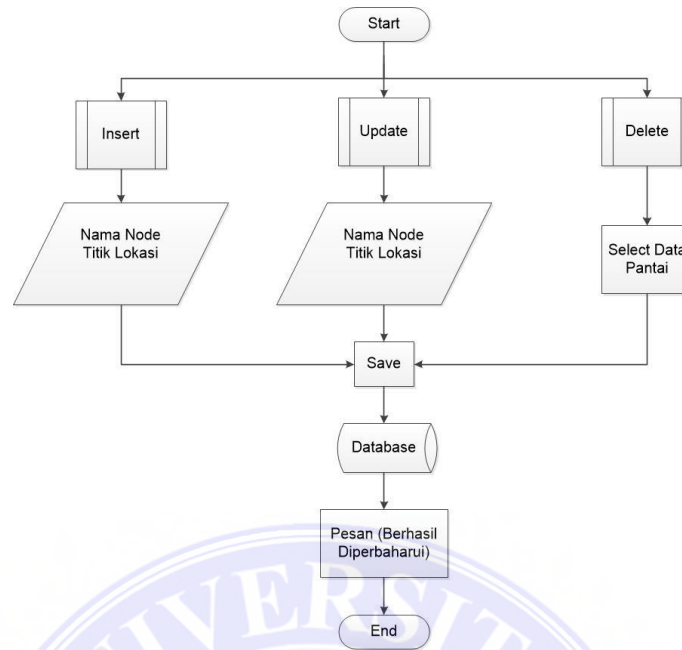 Start
Insert
Update
Delete
Nama Node
Titik Lokasi
Nama Node
Titik Lokasi
Select Data
Pantai
Save
Database
Pesan (Berhasil
Diperbaharui)
End
IVERSIT